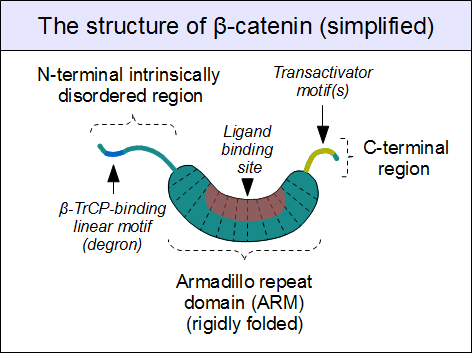 The structure of β-catenin (simplified)
N-terminal intrinsically
disordered region
Transactivator
motif(s)
Ligand
binding
site
C-terminal
region
β-TrCP-binding
linear motif
(degron)
Armadillo repeat
domain (ARM)
(rigidly folded)